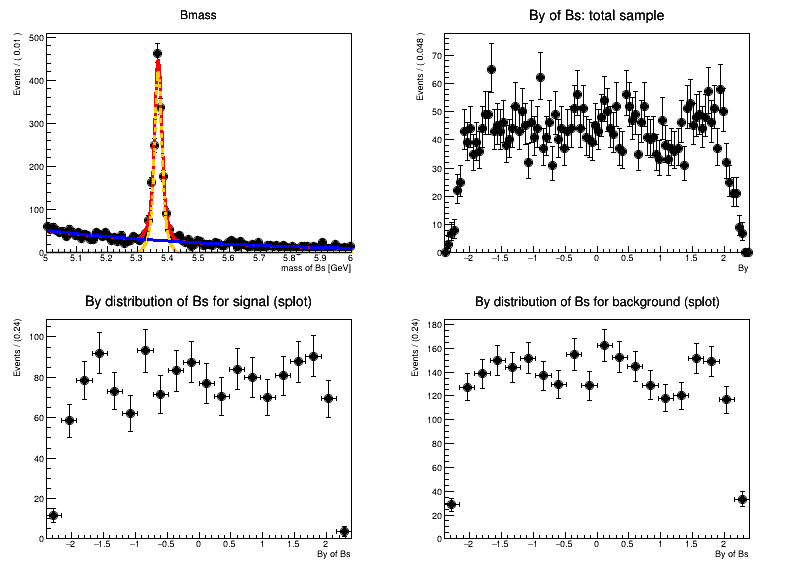 Bmass
Events / ( 0.01 )
500
400
300
200
100
0
5 5.1 5.2 5.3 5.4 5.5 5.6 5.7 5.8 5.9 6
mass of Bs [GeV]
By of Bs: total sample
Events / ( 0.048 )
70
60
50
40
30
20
10
0
−2 −1.5 −1 −0.5 0 0.5 1 1.5 2
By
By distribution of Bs for signal (splot)
Events / (0.24)
100
80
60
40
20
0
−2 −1.5 −1 −0.5 0 0.5 1 1.5 2
By of Bs
By distribution of Bs for background (splot)
Events / (0.24)
180
160
140
120
100
80
60
40
20
0
−2 −1.5 −1 −0.5 0 0.5 1 1.5 2
By of Bs